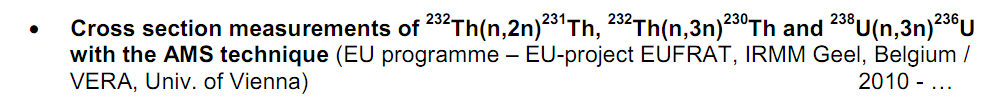 • Cross section measurements of ²³²Th(n,2n)²³¹Th, ²³²Th(n,3n)²³⁰Th and ²³⁸U(n,3n)²³⁶U
with the AMS technique (EU programme – EU-project EUFRAT, IRMM Geel, Belgium /
VERA, Univ. of Vienna) 2010 - …